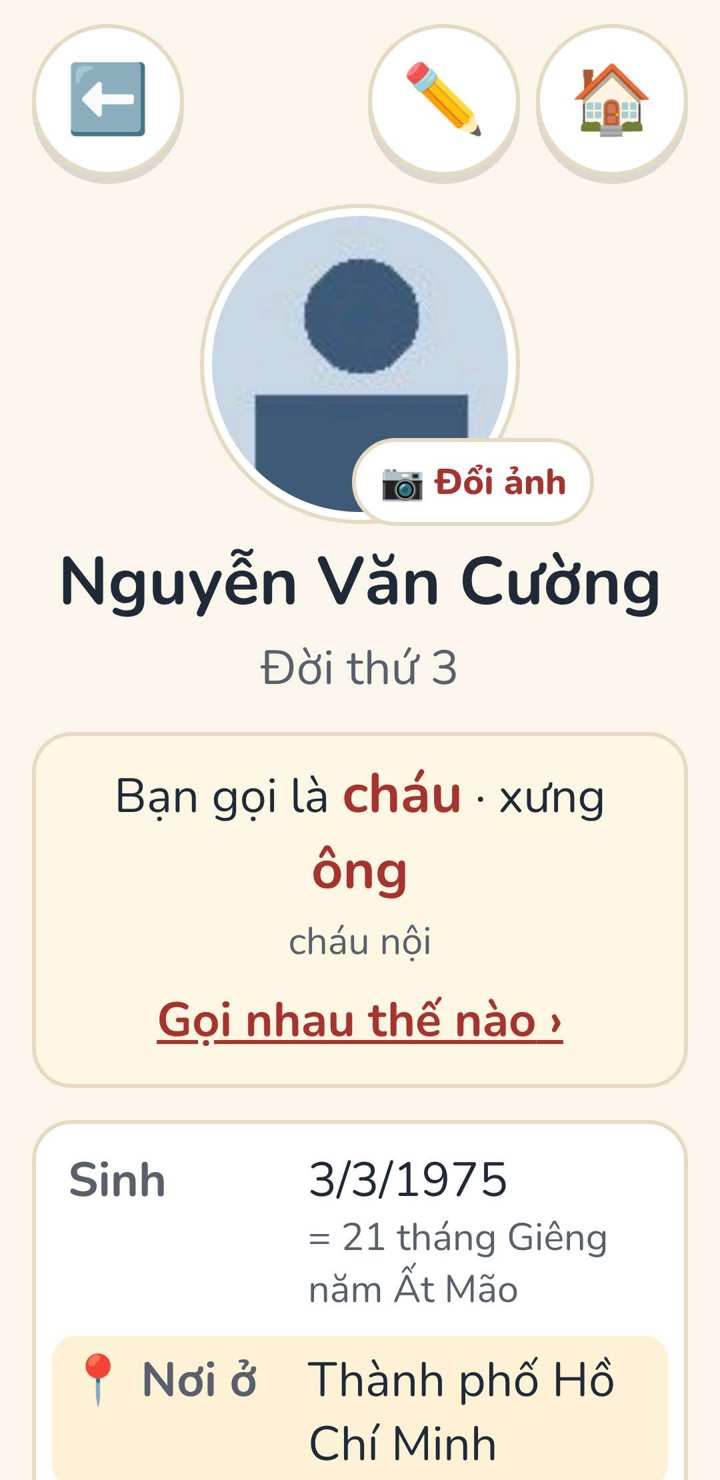 Đổi ảnh
Nguyễn Văn Cường
Đời thứ 3
Bạn gọi là cháu · xưng
ông
cháu nội
Gọi nhau thế nào ›
Sinh
3/3/1975
= 21 tháng Giêng
năm Ất Mão
Nơi ở
Thành phố Hồ
Chí Minh